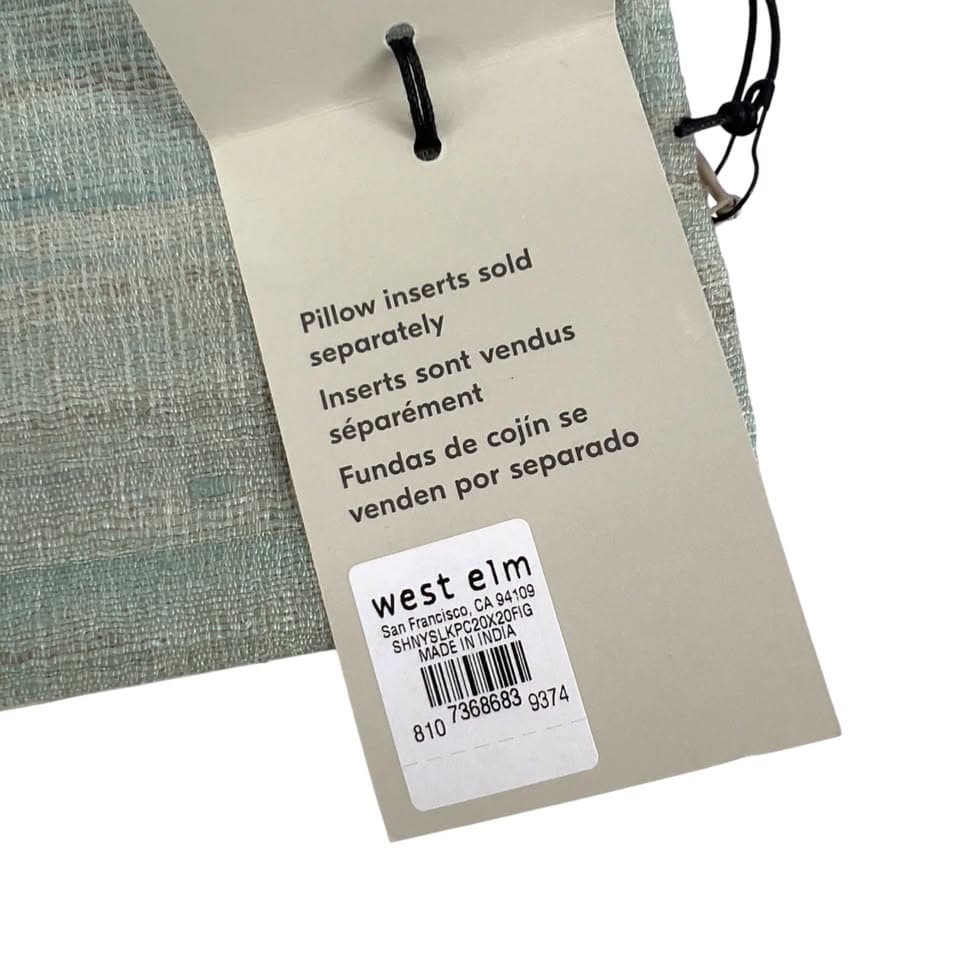 Pillow inserts sold
separately
Inserts sont vendus
séparément
Fundas de cojín se
venden por separado
west elm
San Francisco, CA 94109
SHNYSLKPC20X20FIG
MADE IN INDIA
810 7368683 9374